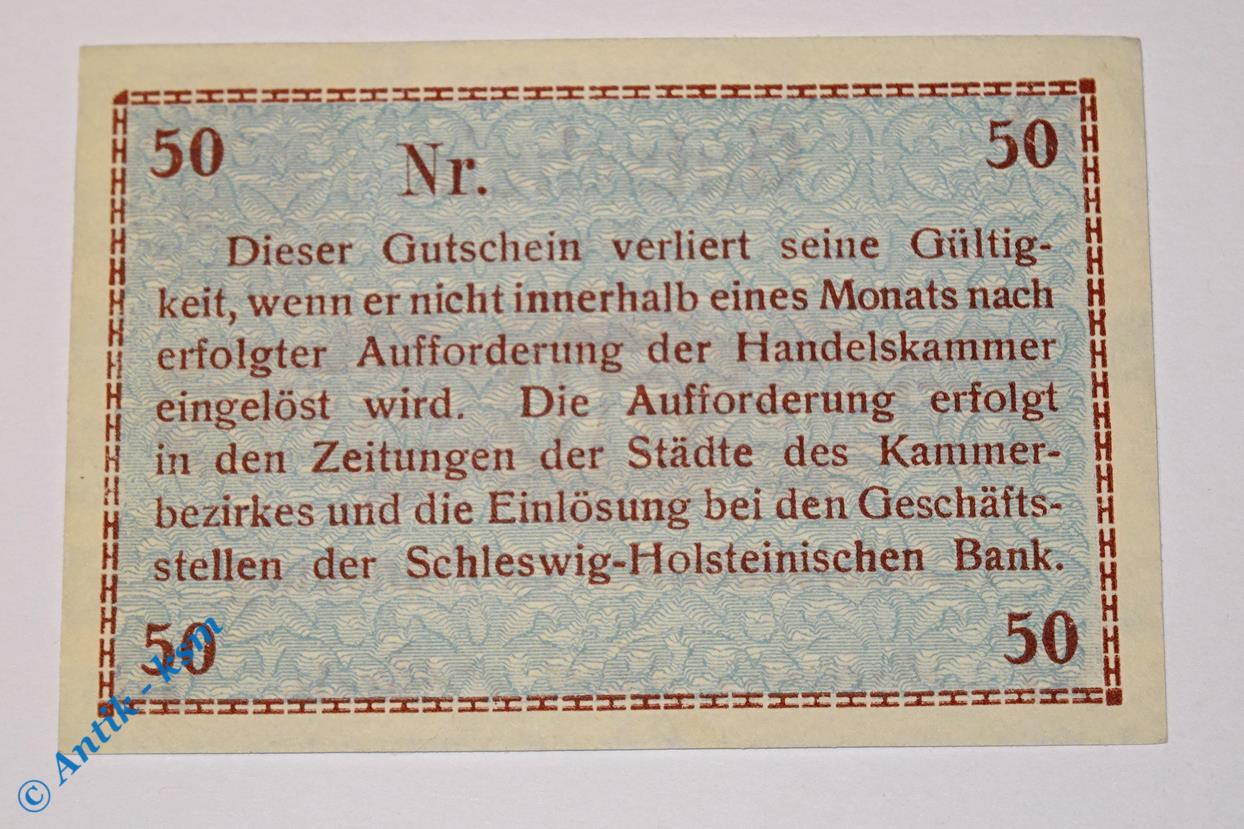 50 50
Nr.
Dieser Gutschein verliert seine Gültig-
keit, wenn er nicht innerhalb eines Monats nach
erfolgter Aufforderung der Handelskammer
eingelöst wird. Die Aufforderung erfolgt
in den Zeitungen der Städte des Kammer-
bezirkes und die Einlösung bei den Geschäfts-
stellen der Schleswig-Holsteinischen Bank.
50 50
© Antik - ksm